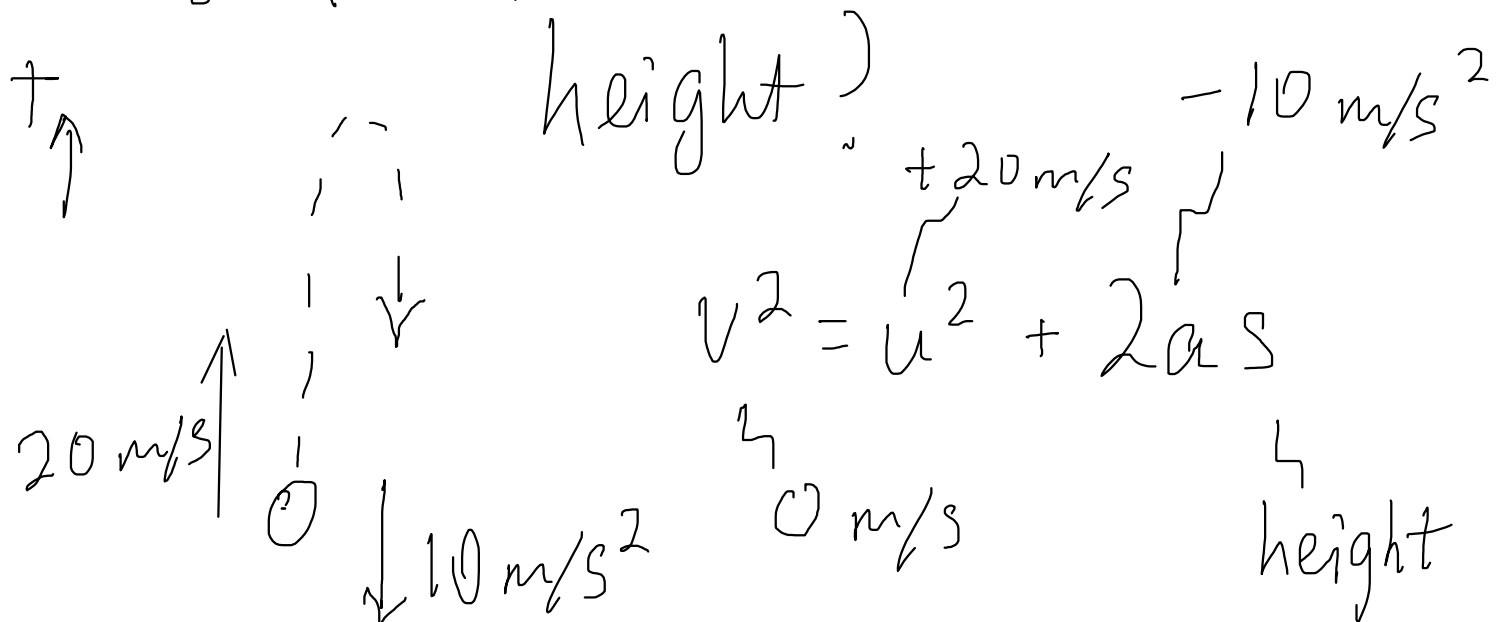 +
height?
-10 m/s²
+20 m/s
v² = u² + 2as
20 m/s
0 m/s
10 m/s²
height